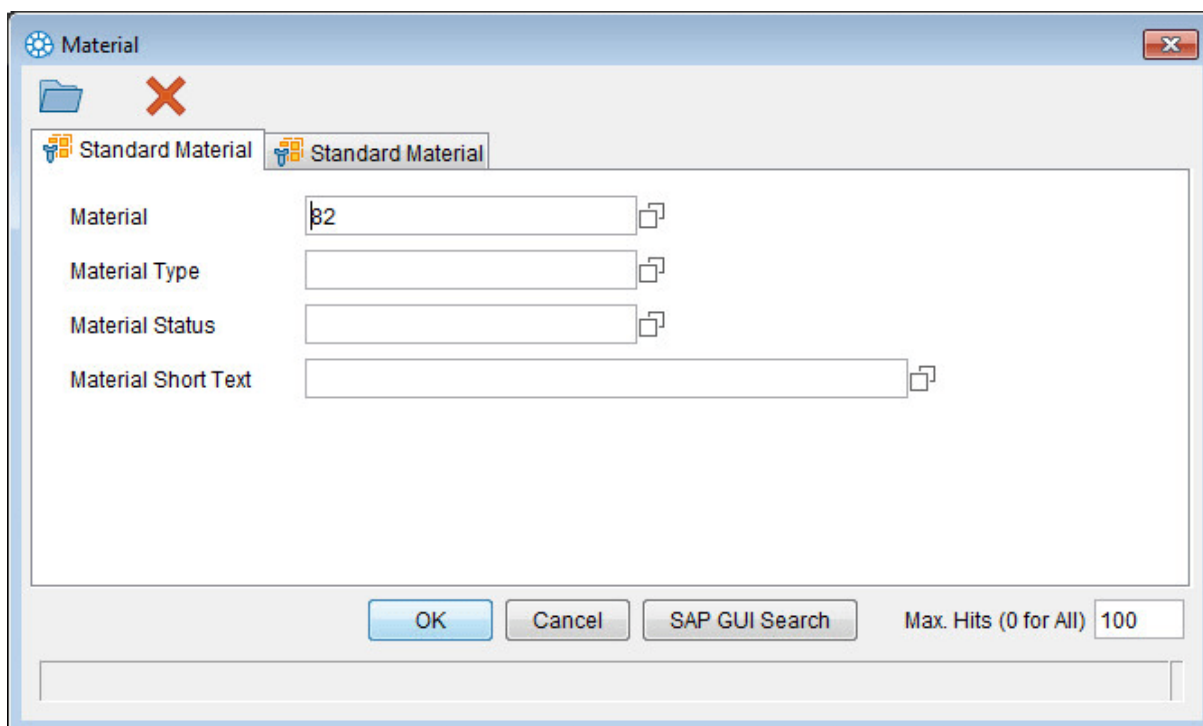 Material
Standard Material Standard Material
Material 82
Material Type
Material Status
Material Short Text
OK Cancel SAP GUI Search Max. Hits (0 for All) 100